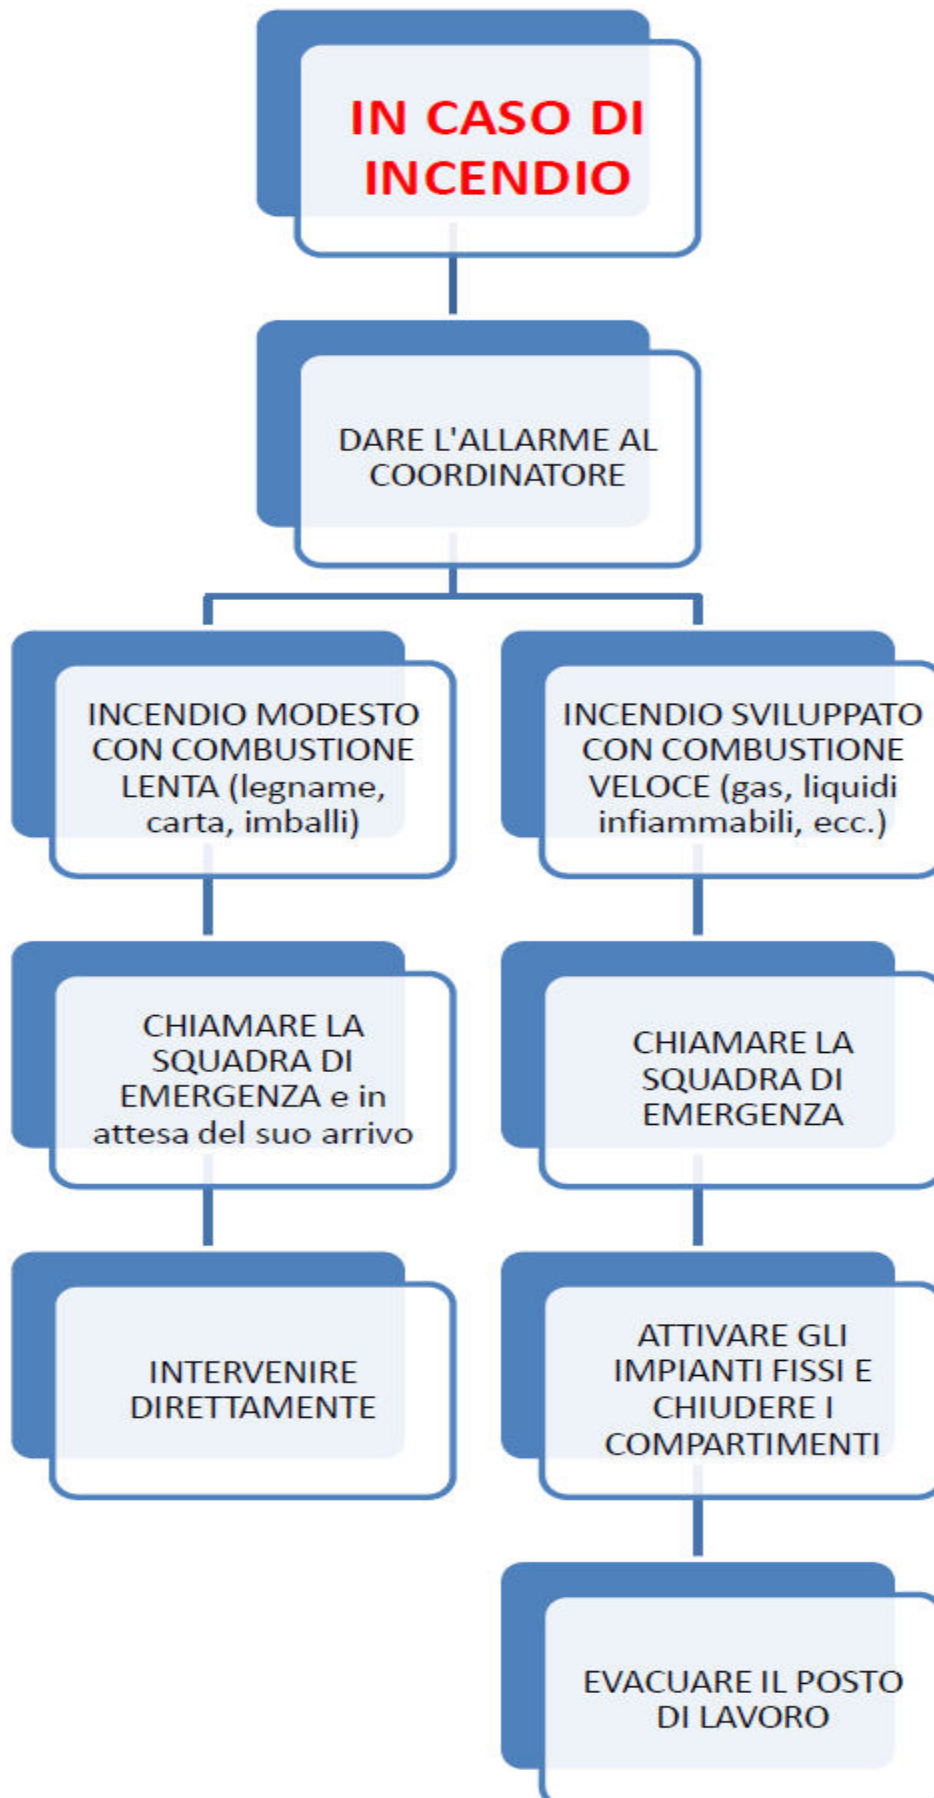 IN CASO DI
INCENDIO
DARE L'ALLARME AL
COORDINATORE
INCENDIO MODESTO
CON COMBUSTIONE
LENTA (legname,
carta, imballi)
CHIAMARE LA
SQUADRA DI
EMERGENZA e in
attesa del suo arrivo
INTERVENIRE
DIRETTAMENTE
INCENDIO SVILUPPATO
CON COMBUSTIONE
VELOCE (gas, liquidi
infiammabili, ecc.)
CHIAMARE LA
SQUADRA DI
EMERGENZA
ATTIVARE GLI
IMPIANTI FISSI E
CHIUDERE I
COMPARTIMENTI
EVACUARE IL POSTO
DI LAVORO